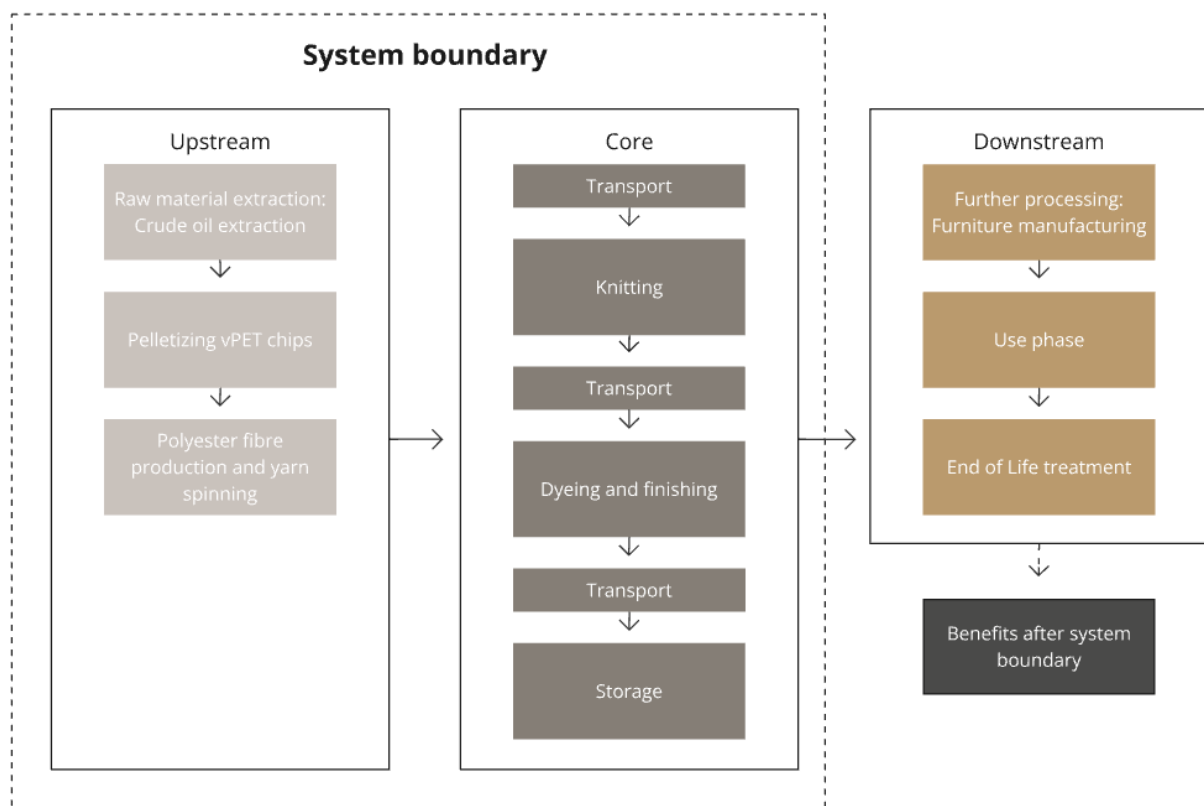 System boundary
Upstream
Raw material extraction:
Crude oil extraction
Pelletizing vPET chips
Polyester fibre
production and yarn
spinning
Core
Transport
Knitting
Transport
Dyeing and finishing
Transport
Storage
Downstream
Further processing:
Furniture manufacturing
Use phase
End of Life treatment
Benefits after system
boundary